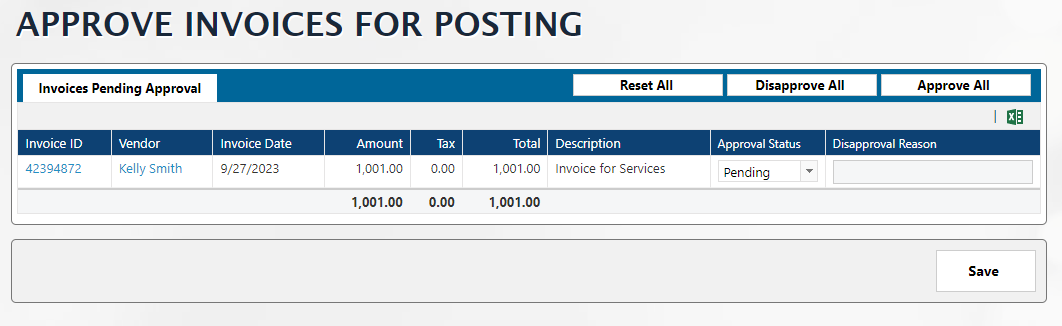 APPROVE INVOICES FOR POSTING
Invoices Pending Approval Reset All Disapprove All Approve All
Invoice ID Vendor Invoice Date Amount Tax Total Description Approval Status Disapproval Reason
42394872 Kelly Smith 9/27/2023 1,001.00 0.00 1,001.00 Invoice for Services Pending
1,001.00 0.00 1,001.00
Save